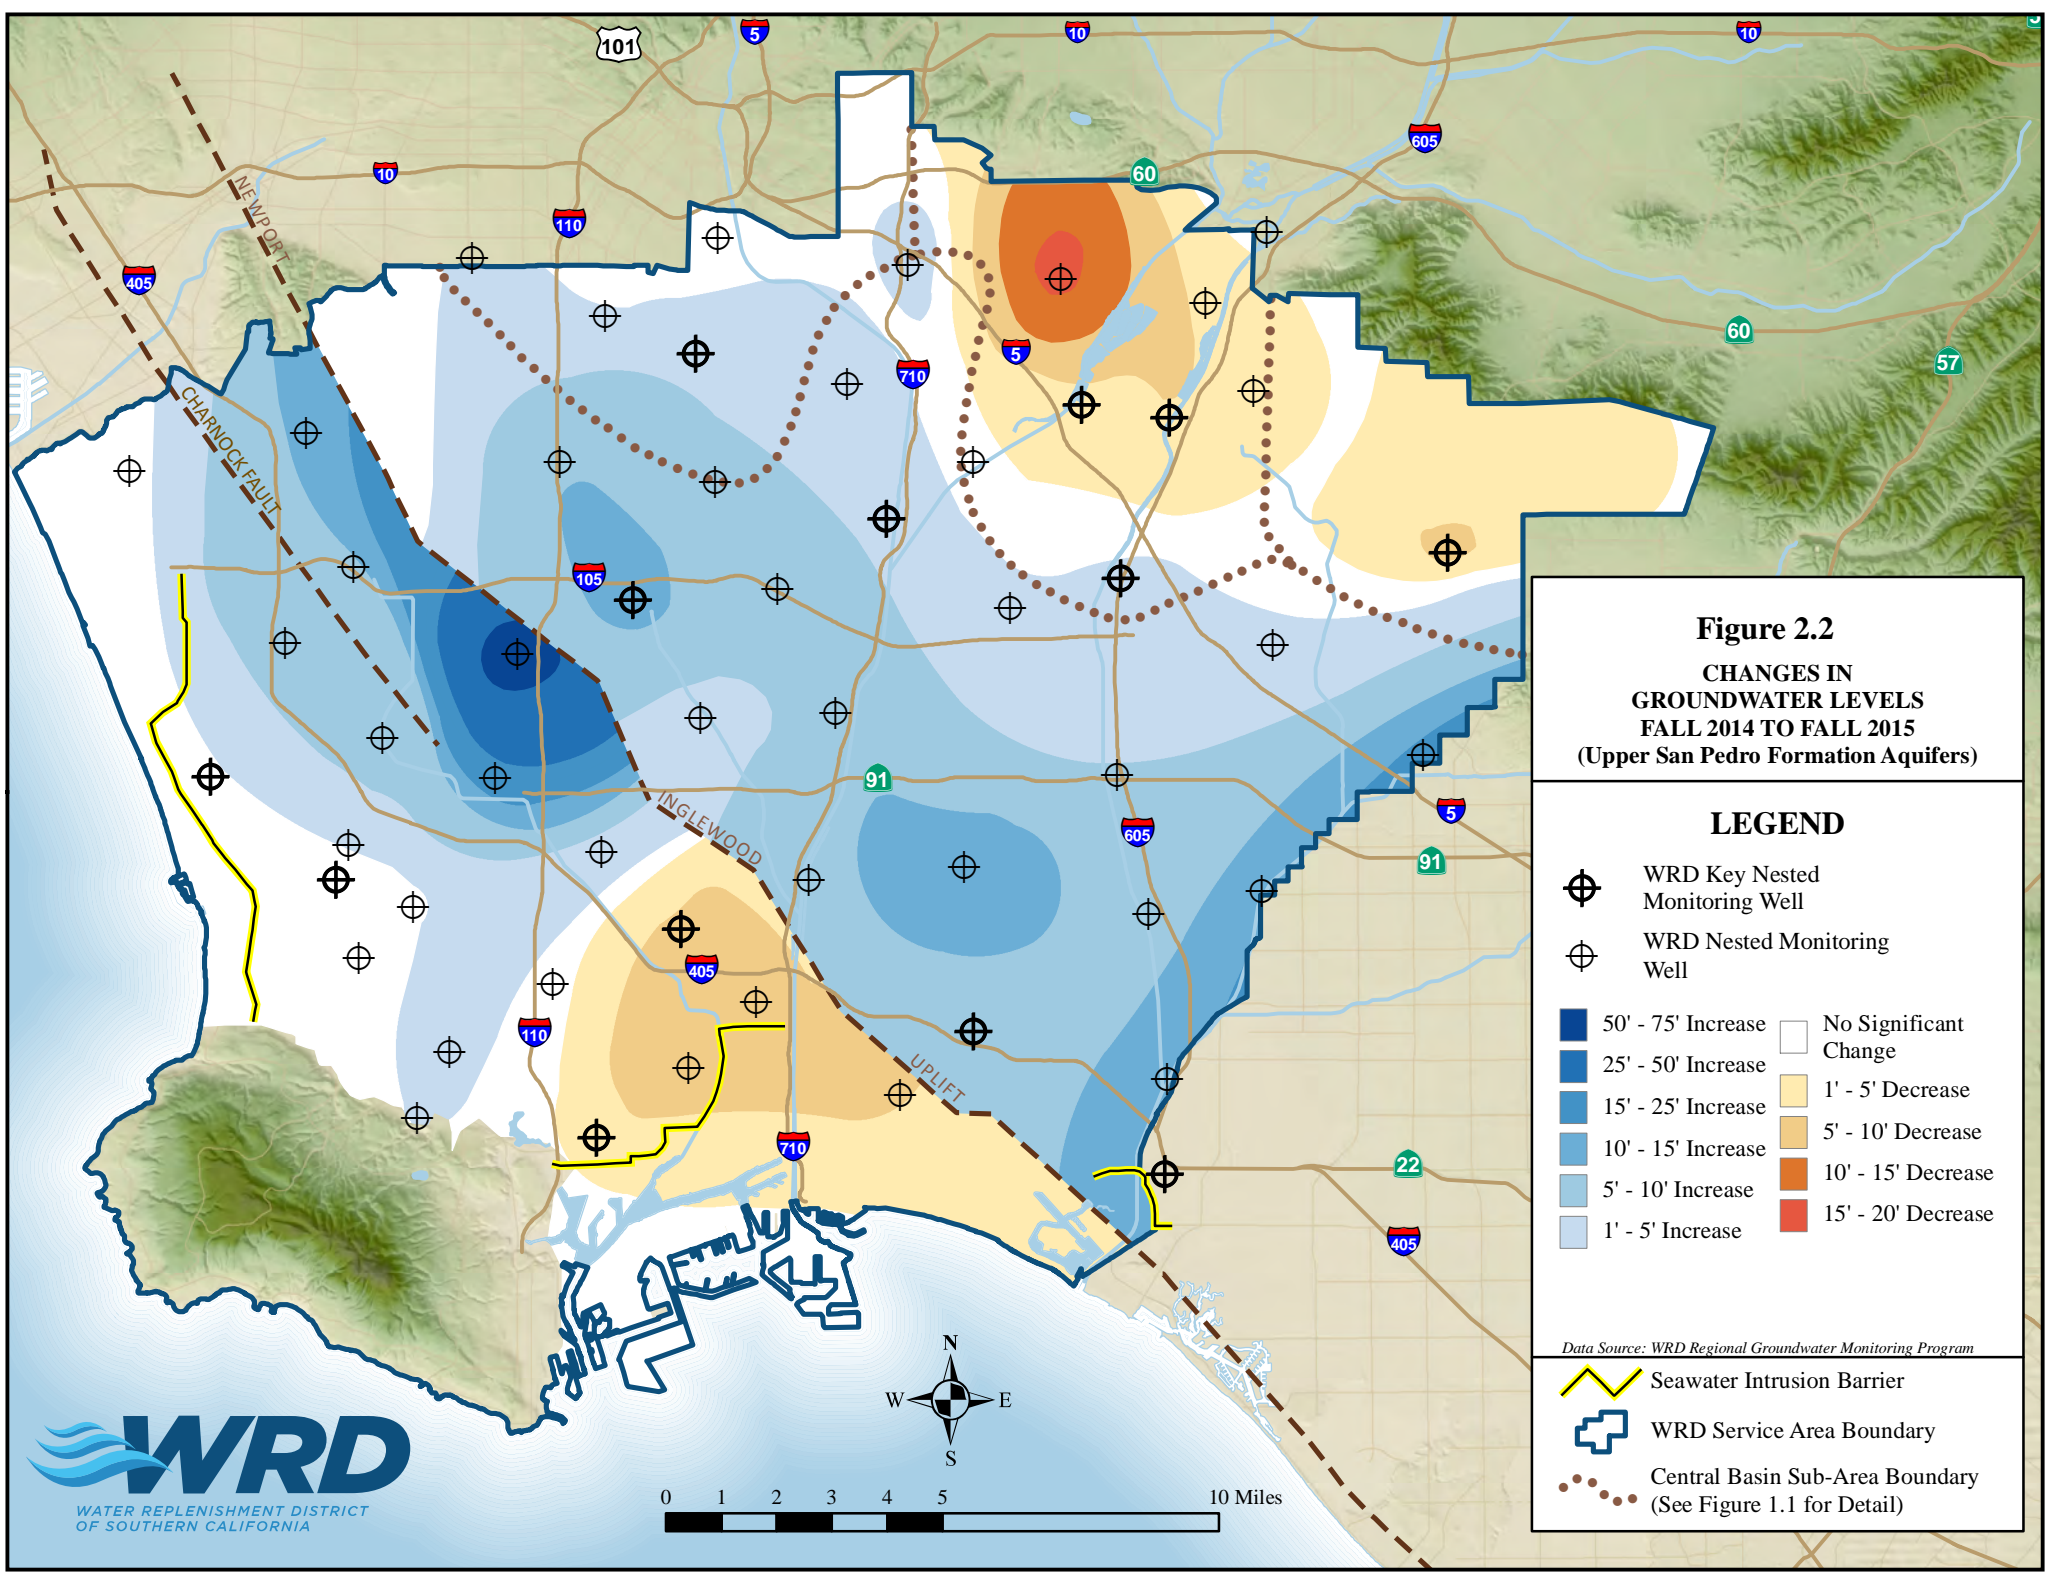 101
5
10
10
60
605
10
110
405
NEWPORT
5
710
60
57
CHARNOCK FAULT
105
91
605
INGLEWOOD
405
110
UPLIFT
710
5
91
22
405
Figure 2.2
CHANGES IN
GROUNDWATER LEVELS
FALL 2014 TO FALL 2015
(Upper San Pedro Formation Aquifers)
LEGEND
WRD Key Nested
Monitoring Well
WRD Nested Monitoring
Well
50' - 75' Increase
25' - 50' Increase
15' - 25' Increase
10' - 15' Increase
5' - 10' Increase
1' - 5' Increase
No Significant
Change
1' - 5' Decrease
5' - 10' Decrease
10' - 15' Decrease
15' - 20' Decrease
Data Source: WRD Regional Groundwater Monitoring Program
Seawater Intrusion Barrier
WRD Service Area Boundary
Central Basin Sub-Area Boundary
(See Figure 1.1 for Detail)
N
W E
S
0 1 2 3 4 5 10 Miles
WRD
WATER REPLENISHMENT DISTRICT
OF SOUTHERN CALIFORNIA